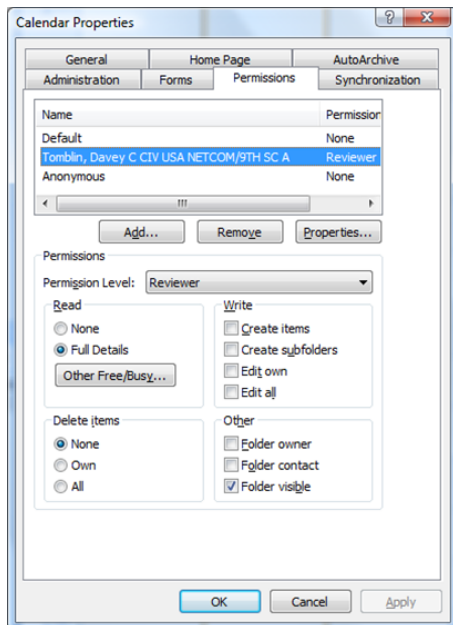 Calendar Properties
General Home Page AutoArchive
Administration Forms Permissions Synchronization
Name Permission
Default None
Tomblin, Davey C CIV USA NETCOM/9TH SC A Reviewer
Anonymous None
Add... Remove Properties...
Permissions
Permission Level: Reviewer
Read Write
None Create items
Full Details Create subfolders
Other Free/Busy... Edit own
Edit all
Delete items Other
None Folder owner
Own Folder contact
All Folder visible
OK Cancel Apply